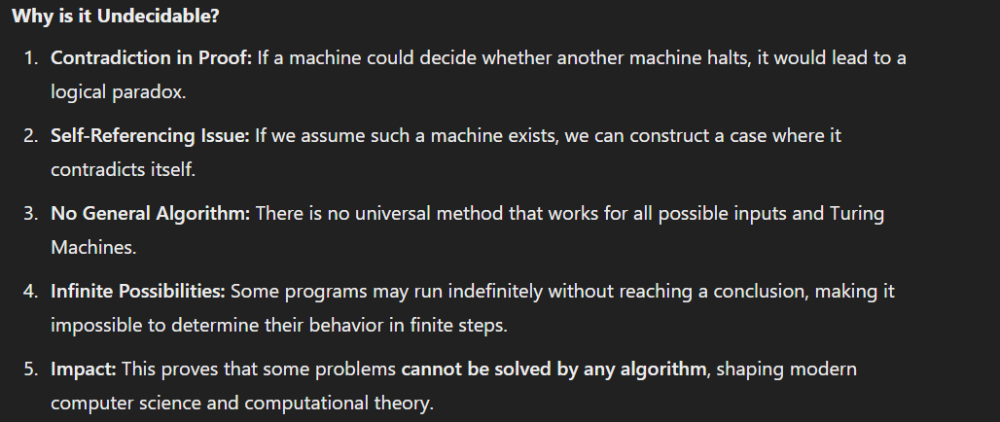 Why is it Undecidable?
1. Contradiction in Proof: If a machine could decide whether another machine halts, it would lead to a
logical paradox.
2. Self-Referencing Issue: If we assume such a machine exists, we can construct a case where it
contradicts itself.
3. No General Algorithm: There is no universal method that works for all possible inputs and Turing
Machines.
4. Infinite Possibilities: Some programs may run indefinitely without reaching a conclusion, making it
impossible to determine their behavior in finite steps.
5. Impact: This proves that some problems cannot be solved by any algorithm, shaping modern
computer science and computational theory.